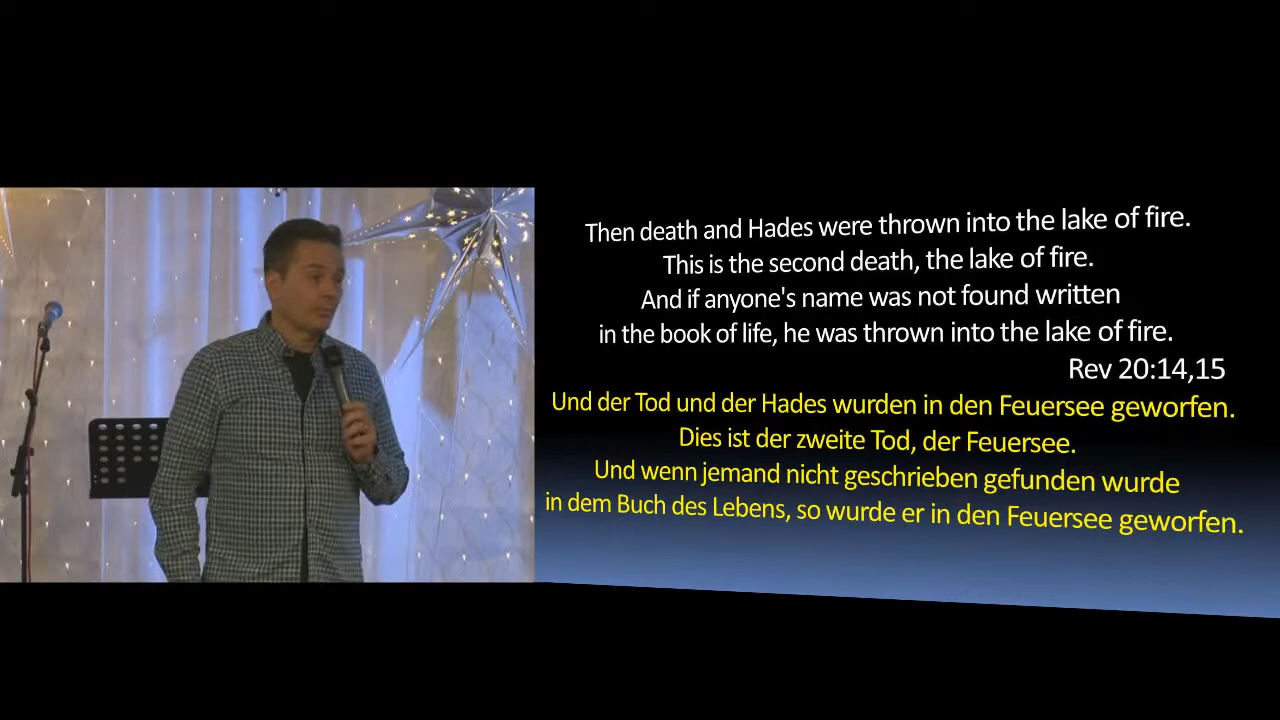 Then death and Hades were thrown into the lake of fire.
This is the second death, the lake of fire.
And if anyone's name was not found written
in the book of life, he was thrown into the lake of fire.
Rev 20:14,15
Und der Tod und der Hades wurden in den Feuersee geworfen.
Dies ist der zweite Tod, der Feuersee.
Und wenn jemand nicht geschrieben gefunden wurde
in dem Buch des Lebens, so wurde er in den Feuersee geworfen.